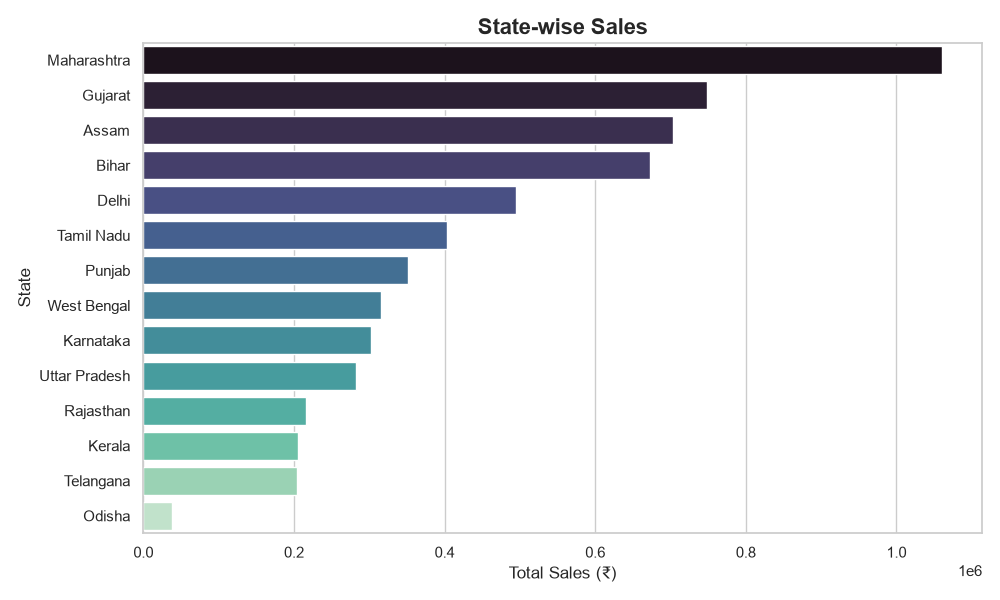 State-wise Sales
Maharashtra
Gujarat
Assam
Bihar
Delhi
Tamil Nadu
Punjab
West Bengal
Karnataka
Uttar Pradesh
Rajasthan
Kerala
Telangana
Odisha
State
0.0 0.2 0.4 0.6 0.8 1.0
1e6
Total Sales (₹)